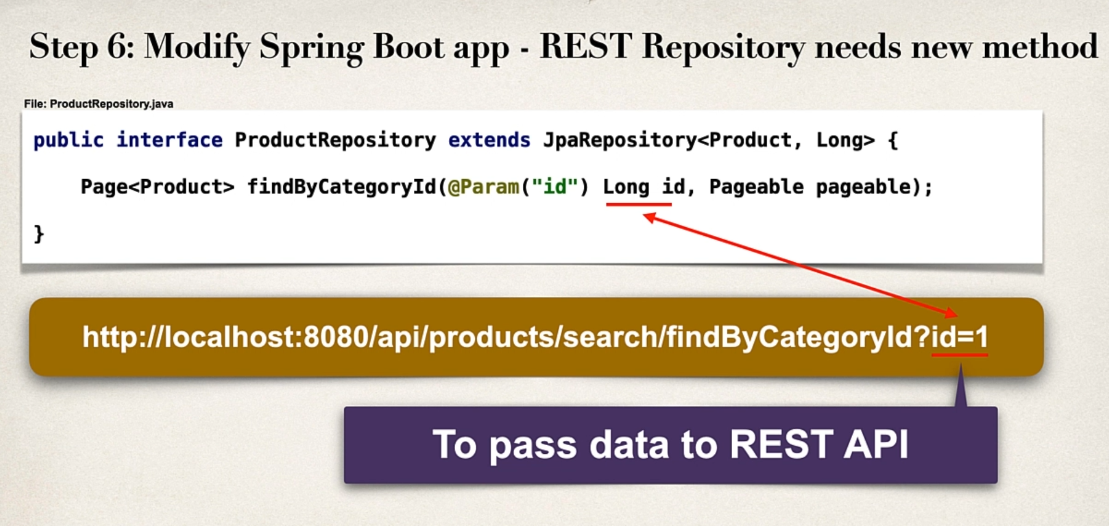 Step 6: Modify Spring Boot app - REST Repository needs new method
File: ProductRepository.java
public interface ProductRepository extends JpaRepository<Product, Long> {
Page<Product> findByCategoryId(@Param("id") Long id, Pageable pageable);
}
http://localhost:8080/api/products/search/findByCategoryId?id=1
To pass data to REST API